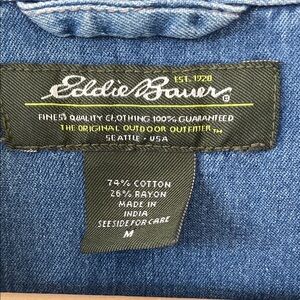 EST. 1920
Eddie Bauer®
FINEST QUALITY CLOTHING 100% GUARANTEED
THE ORIGINAL OUTDOOR OUTFITTER™
SEATTLE · USA
74% COTTON
26% RAYON
MADE IN
INDIA
SEE SIDE FOR CARE
M